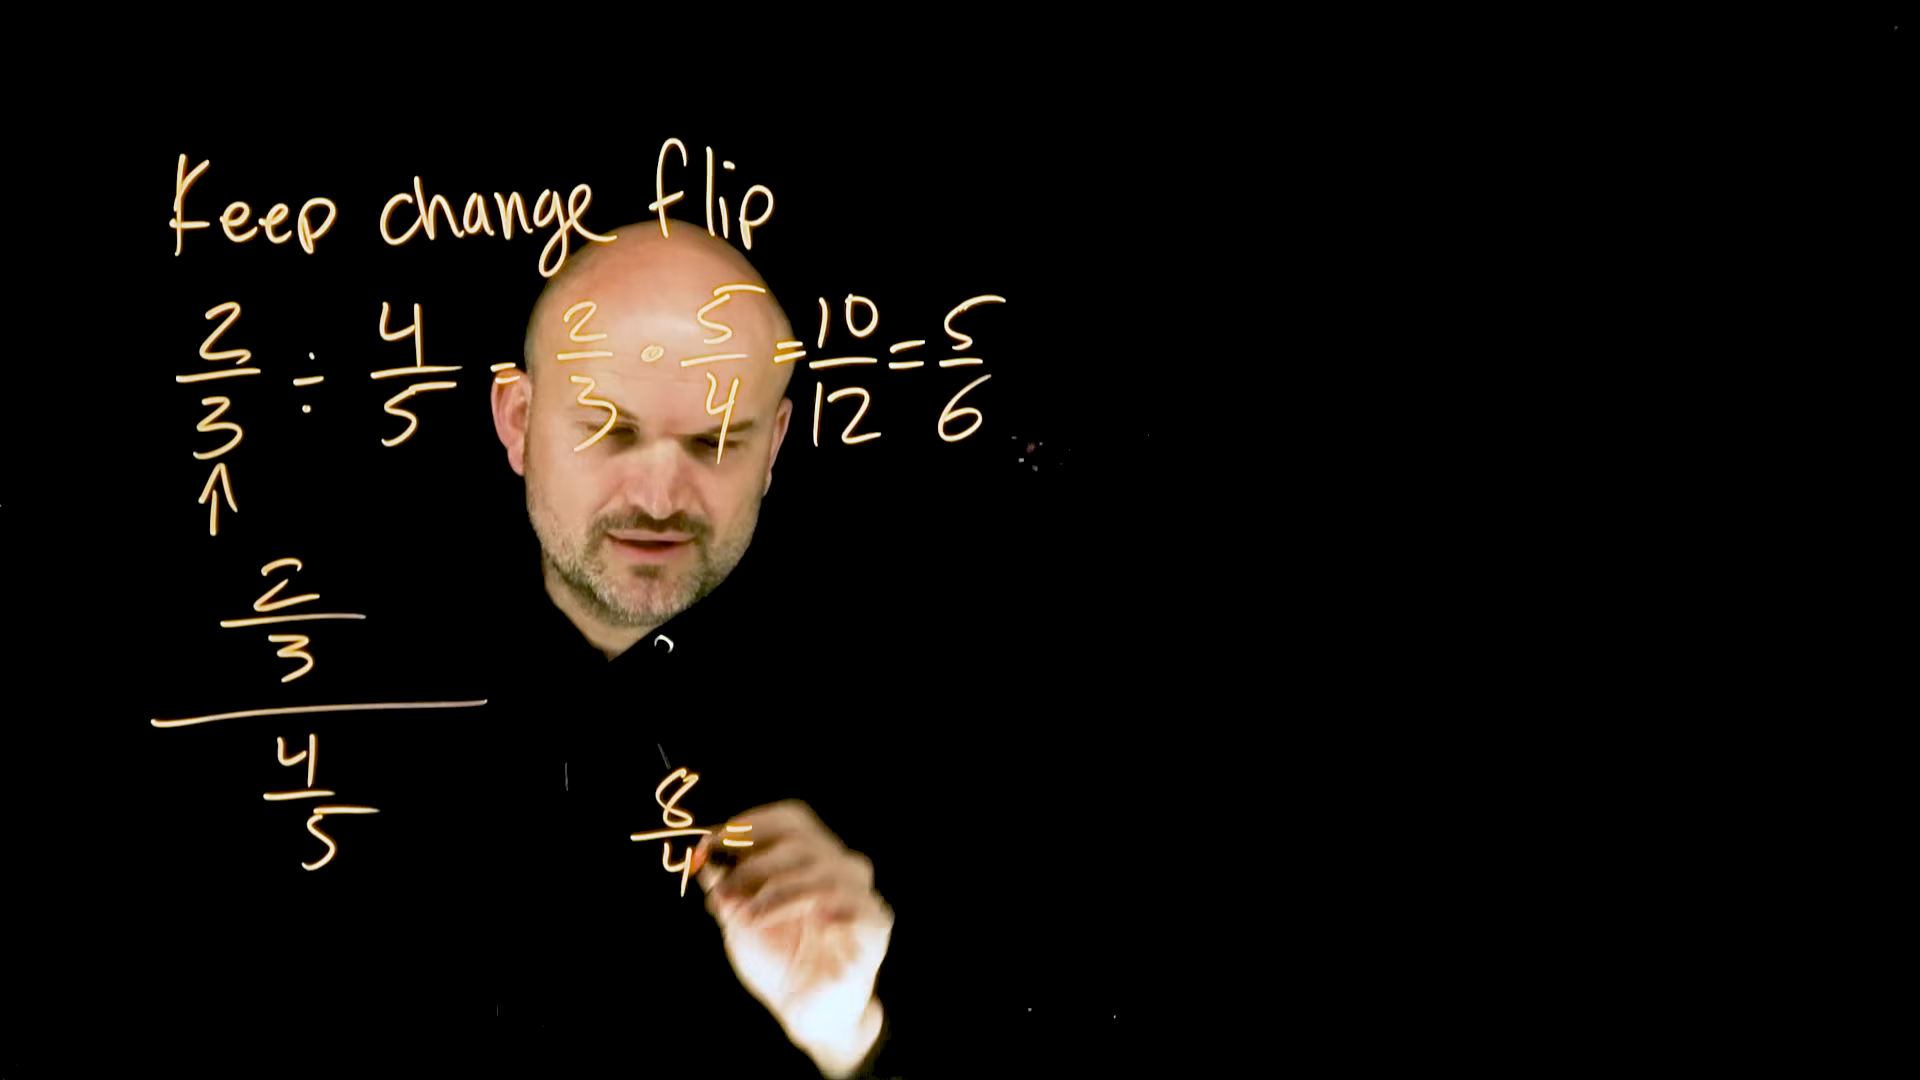 Keep change flip
2/3 ÷ 4/5 = 2/3 · 5/4 = 10/12 = 5/6
↑
2/3
4/5
8/4 =